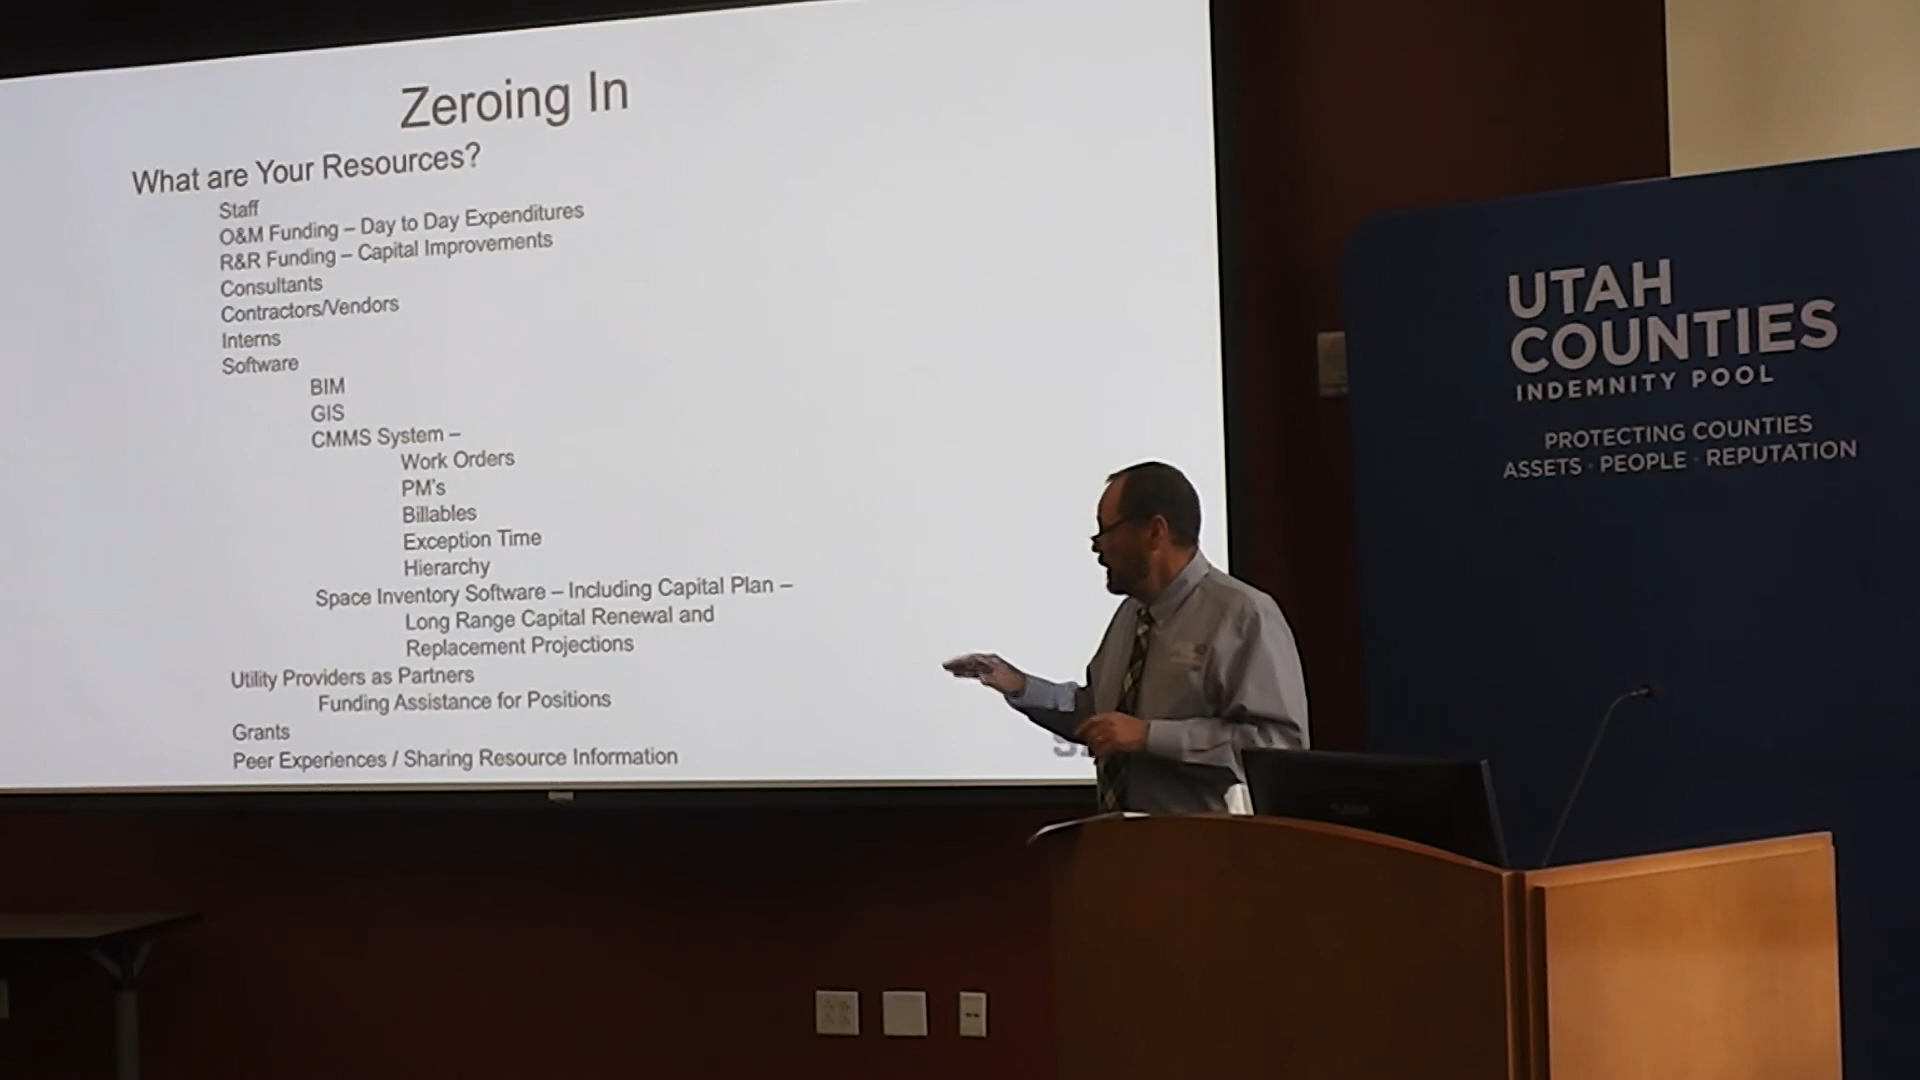 Zeroing In
What are Your Resources?
Staff
O&M Funding – Day to Day Expenditures
R&R Funding – Capital Improvements
Consultants
Contractors/Vendors
Interns
Software
BIM
GIS
CMMS System –
Work Orders
PM's
Billables
Exception Time
Hierarchy
Space Inventory Software – Including Capital Plan –
Long Range Capital Renewal and
Replacement Projections
Utility Providers as Partners
Funding Assistance for Positions
Grants
Peer Experiences / Sharing Resource Information
UTAH
COUNTIES
INDEMNITY POOL
PROTECTING COUNTIES
ASSETS · PEOPLE · REPUTATION